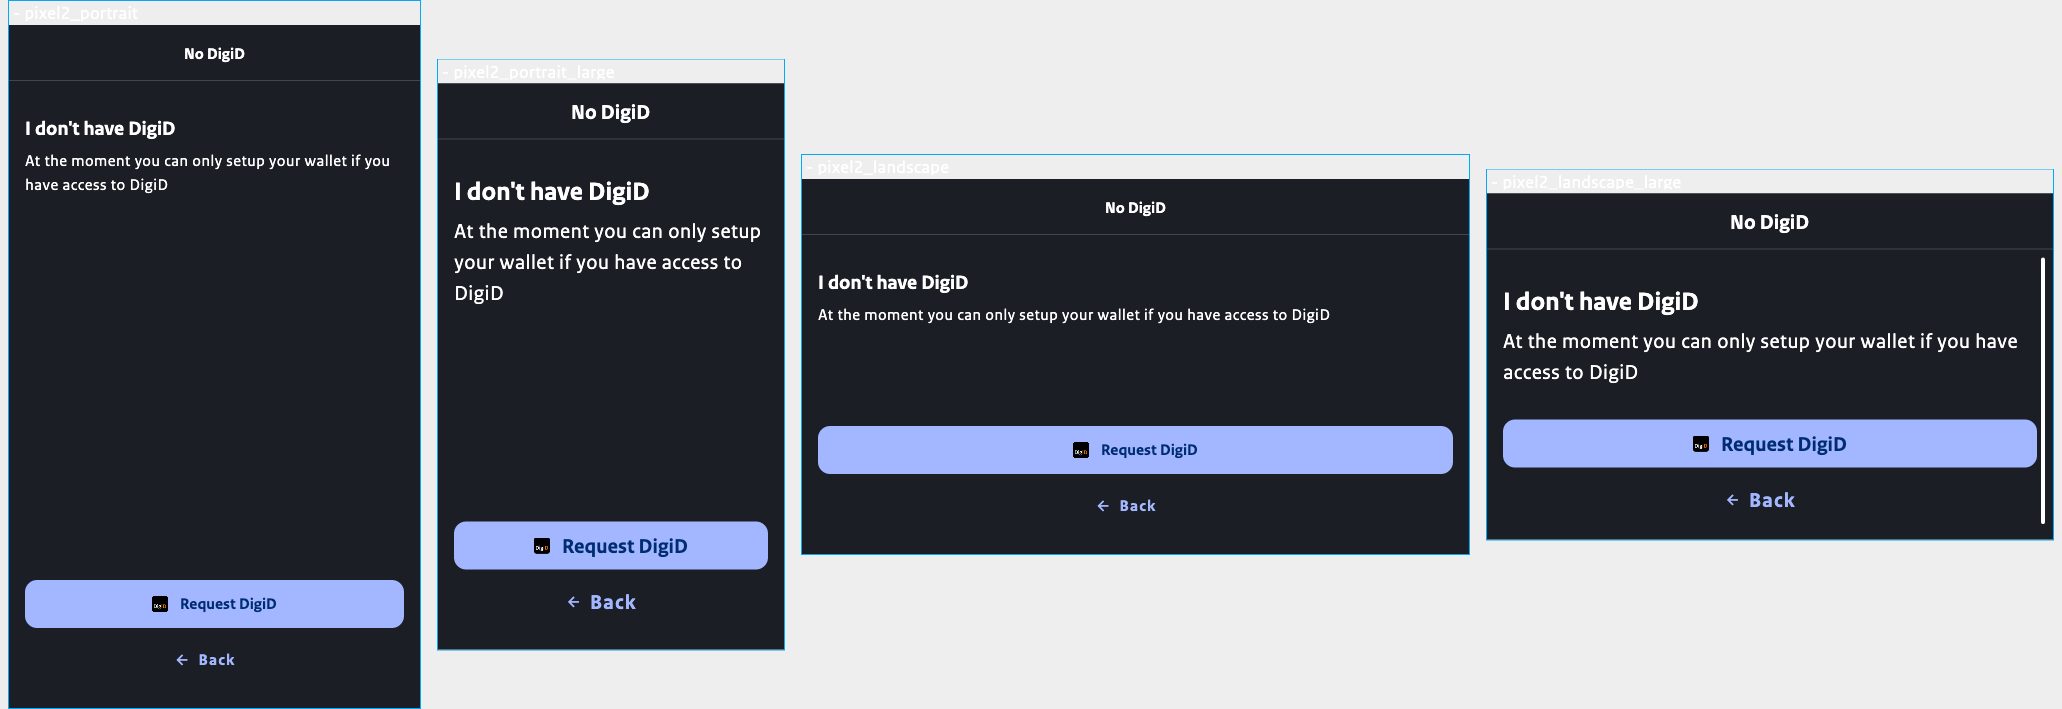 - pixel2_portrait
No DigiD
I don't have DigiD
At the moment you can only setup your wallet if you
have access to DigiD
DigiD
Request DigiD
Back
- pixel2_portrait_large
No DigiD
I don't have DigiD
At the moment you can only setup
your wallet if you have access to
DigiD
DigiD
Request DigiD
Back
- pixel2_landscape
No DigiD
I don't have DigiD
At the moment you can only setup your wallet if you have access to DigiD
DigiD
Request DigiD
Back
- pixel2_landscape_large
No DigiD
I don't have DigiD
At the moment you can only setup your wallet if you have
access to DigiD
DigiD
Request DigiD
Back